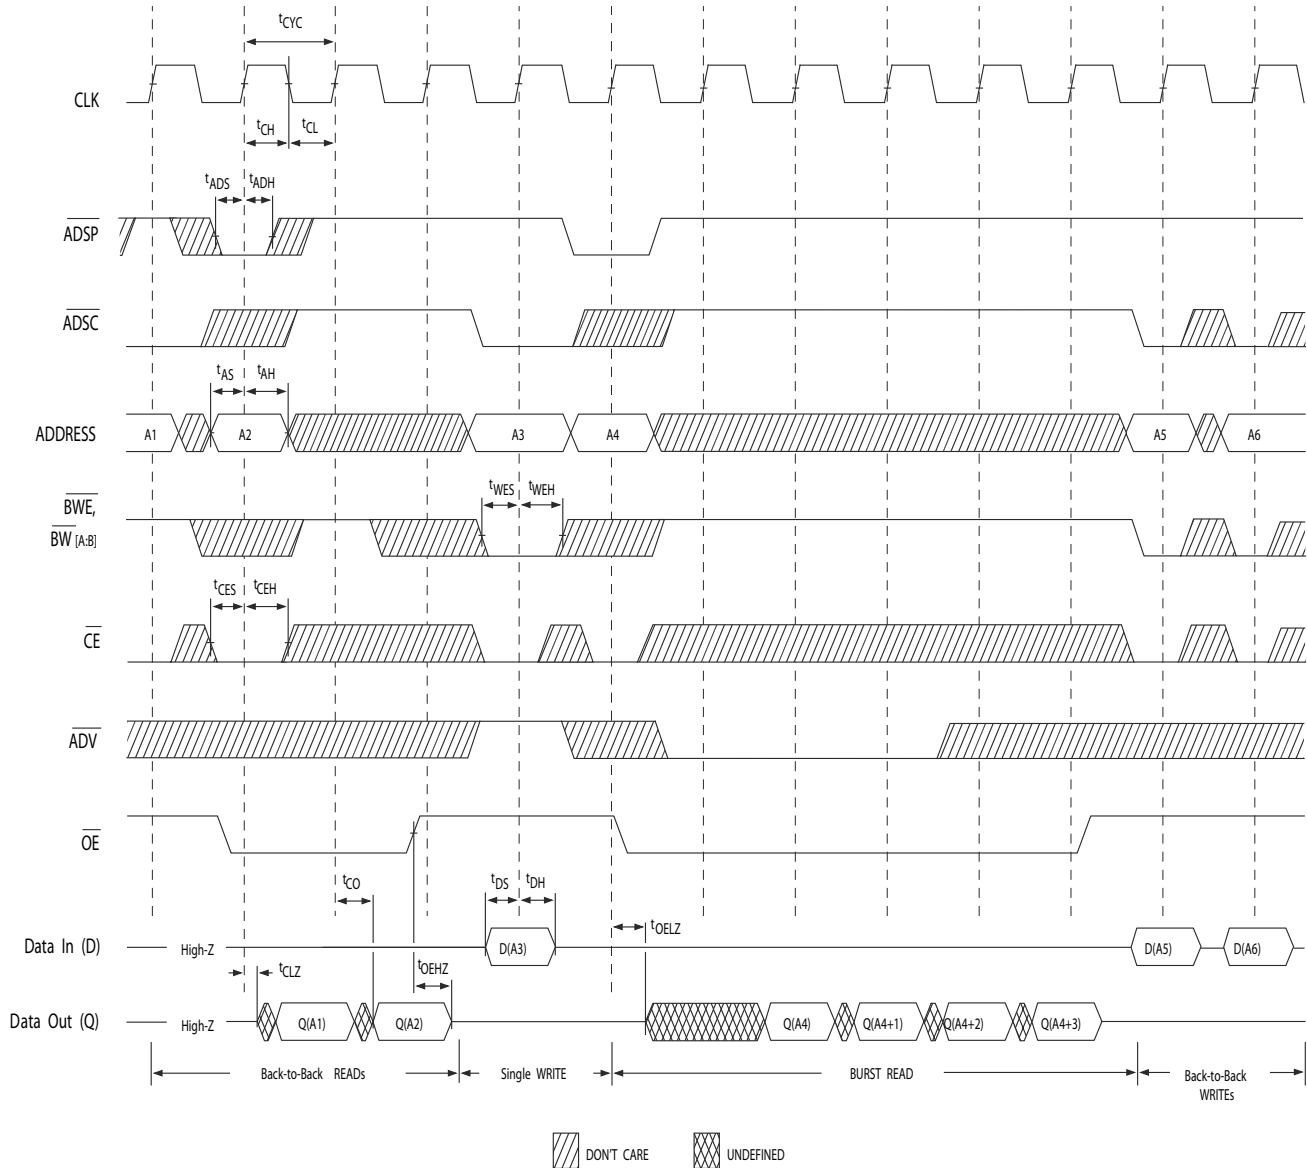 tCYC
CLK
tCH
tCL
tADS
tADH
ADSP
ADSC
tAS
tAH
ADDRESS
A1
A2
A3
A4
A5
A6
tWES
tWEH
BWE,
BW [A:B]
tCES
tCEH
CE
ADV
OE
tCO
tDS
tDH
tOELZ
Data In (D)
High-Z
D(A3)
D(A5)
D(A6)
tCLZ
tOEHZ
Data Out (Q)
High-Z
Q(A1)
Q(A2)
Q(A4)
Q(A4+1)
Q(A4+2)
Q(A4+3)
Back-to-Back READs
Single WRITE
BURST READ
Back-to-Back
WRITEs
DON'T CARE
UNDEFINED